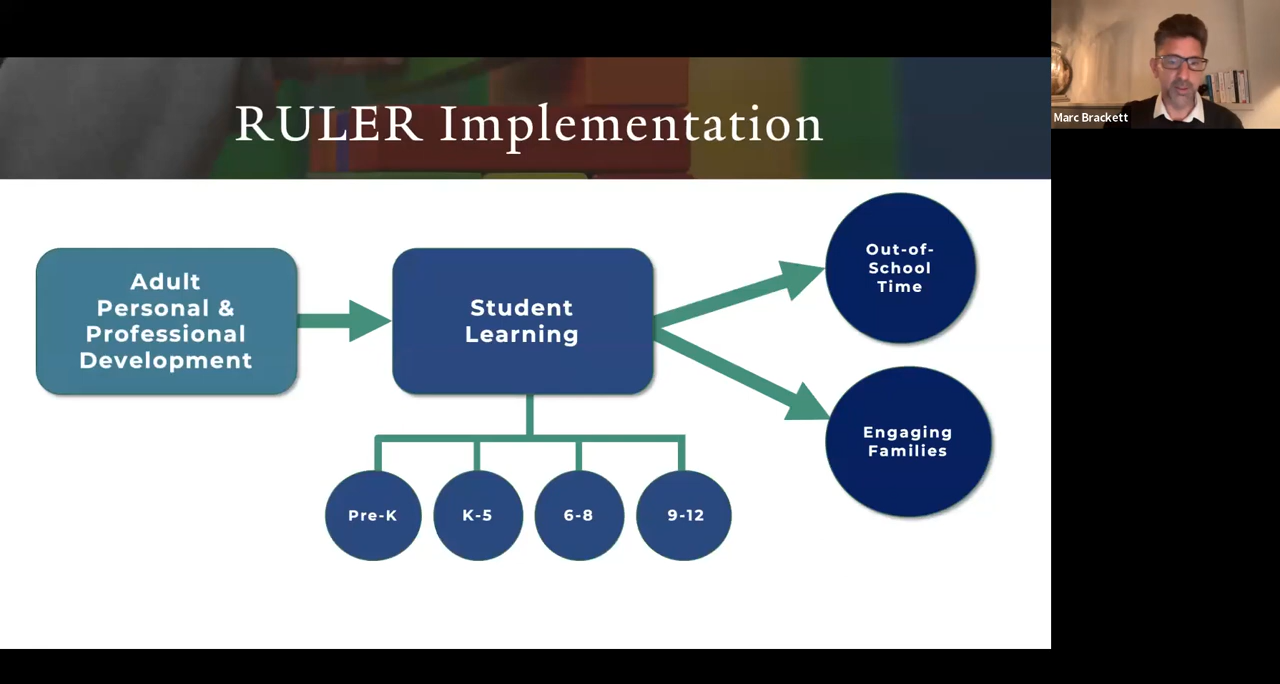 RULER Implementation
Marc Brackett
Adult
Personal &
Professional
Development
Student
Learning
Out-of-
School
Time
Engaging
Families
Pre-K
K-5
6-8
9-12